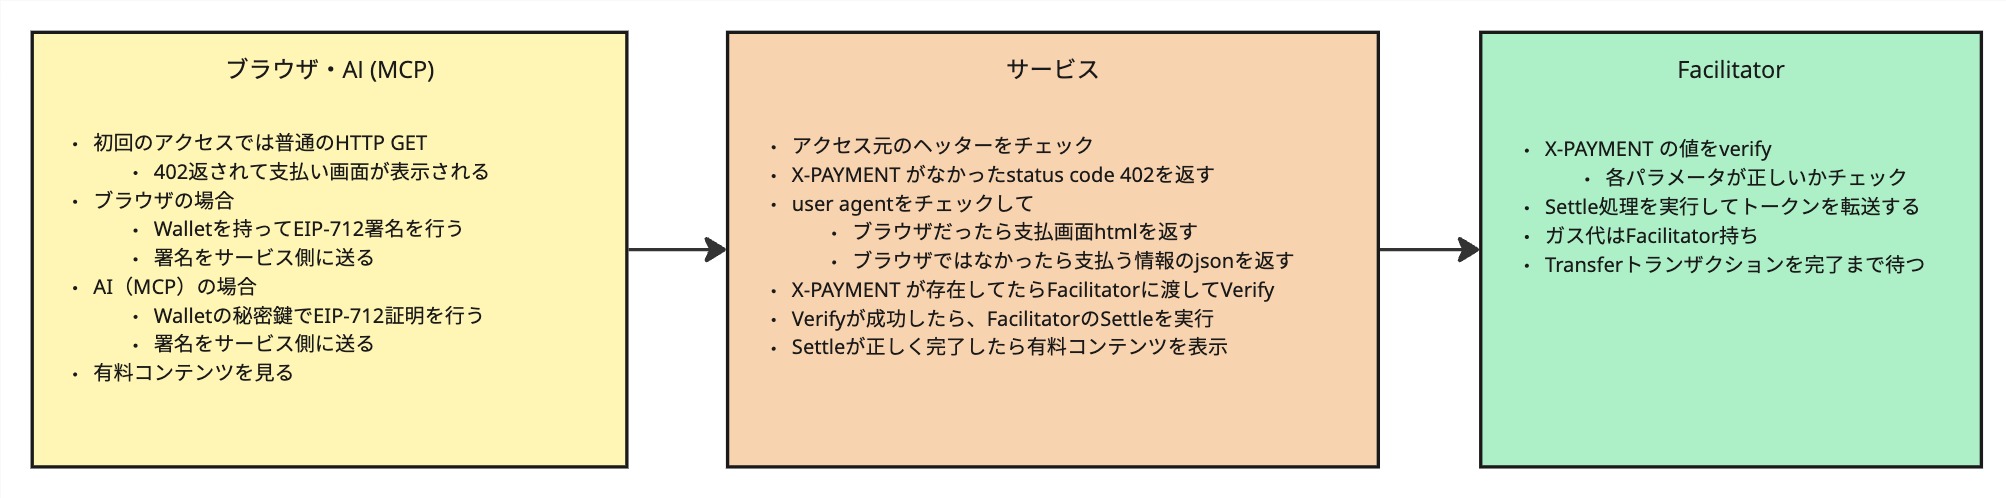 ブラウザ・AI (MCP)
• 初回のアクセスでは普通のHTTP GET
• 402返されて支払い画面が表示される
• ブラウザの場合
• Walletを持ってEIP-712署名を行う
• 署名をサービス側に送る
• AI（MCP）の場合
• Walletの秘密鍵でEIP-712証明を行う
• 署名をサービス側に送る
• 有料コンテンツを見る
サービス
• アクセス元のヘッターをチェック
• X-PAYMENT がなかったstatus code 402を返す
• user agentをチェックして
• ブラウザだったら支払画面htmlを返す
• ブラウザではなかったら支払う情報のjsonを返す
• X-PAYMENT が存在してたらFacilitatorに渡してVerify
• Verifyが成功したら、FacilitatorのSettleを実行
• Settleが正しく完了したら有料コンテンツを表示
Facilitator
• X-PAYMENT の値をverify
• 各パラメータが正しいかチェック
• Settle処理を実行してトークンを転送する
• ガス代はFacilitator持ち
• Transferトランザクションを完了まで待つ